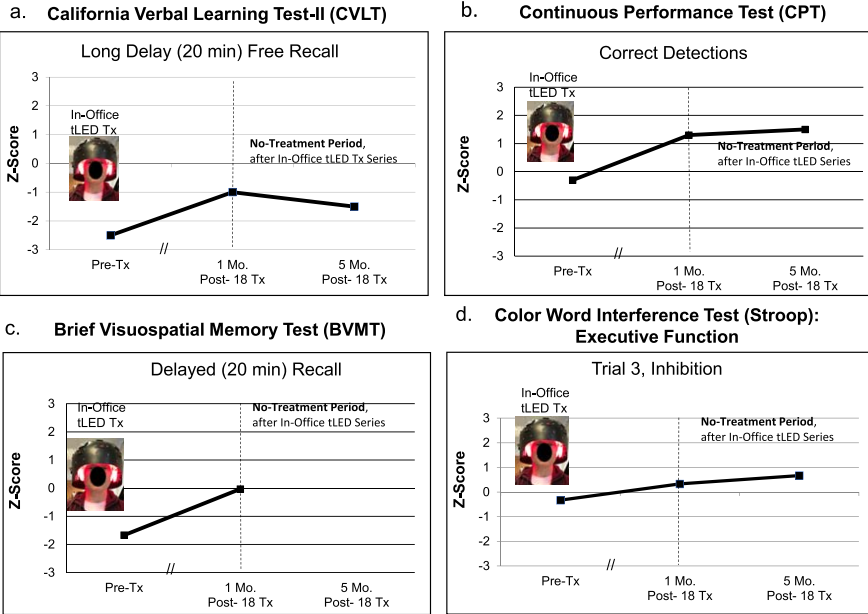 a. California Verbal Learning Test-II (CVLT)
Long Delay (20 min) Free Recall
Z-Score
3
2
1
0
-1
-2
-3
In-Office
tLED Tx
No-Treatment Period,
after In-Office tLED Tx Series
//
Pre-Tx
1 Mo.
Post- 18 Tx
5 Mo.
Post- 18 Tx
b. Continuous Performance Test (CPT)
Correct Detections
Z-Score
3
2
1
0
-1
-2
-3
In-Office
tLED Tx
No-Treatment Period,
after In-Office tLED Series
//
Pre-Tx
1 Mo.
Post- 18 Tx
5 Mo.
Post- 18 Tx
c. Brief Visuospatial Memory Test (BVMT)
Delayed (20 min) Recall
Z-Score
3
2
1
0
-1
-2
-3
In-Office
tLED Tx
No-Treatment Period,
after In-Office tLED Series
//
Pre-Tx
1 Mo.
Post- 18 Tx
5 Mo.
Post- 18 Tx
d. Color Word Interference Test (Stroop):
Executive Function
Trial 3, Inhibition
Z-Score
3
2
1
0
-1
-2
-3
In-Office
tLED Tx
No-Treatment Period,
after In-Office tLED Series
//
Pre-Tx
1 Mo.
Post- 18 Tx
5 Mo.
Post- 18 Tx